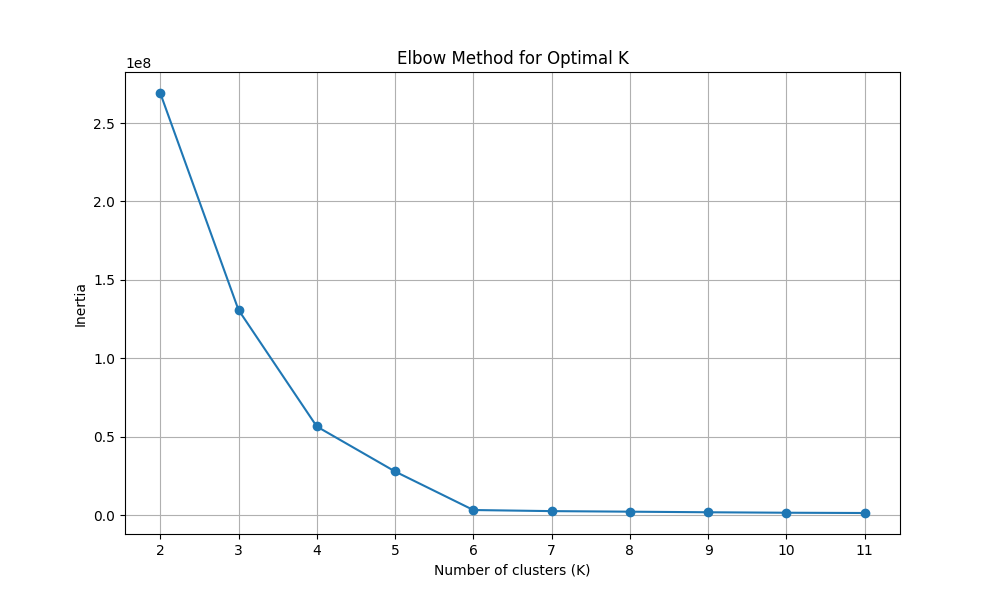 Elbow Method for Optimal K
1e8
2.5
2.0
1.5
1.0
0.5
0.0
Inertia
2 3 4 5 6 7 8 9 10 11
Number of clusters (K)